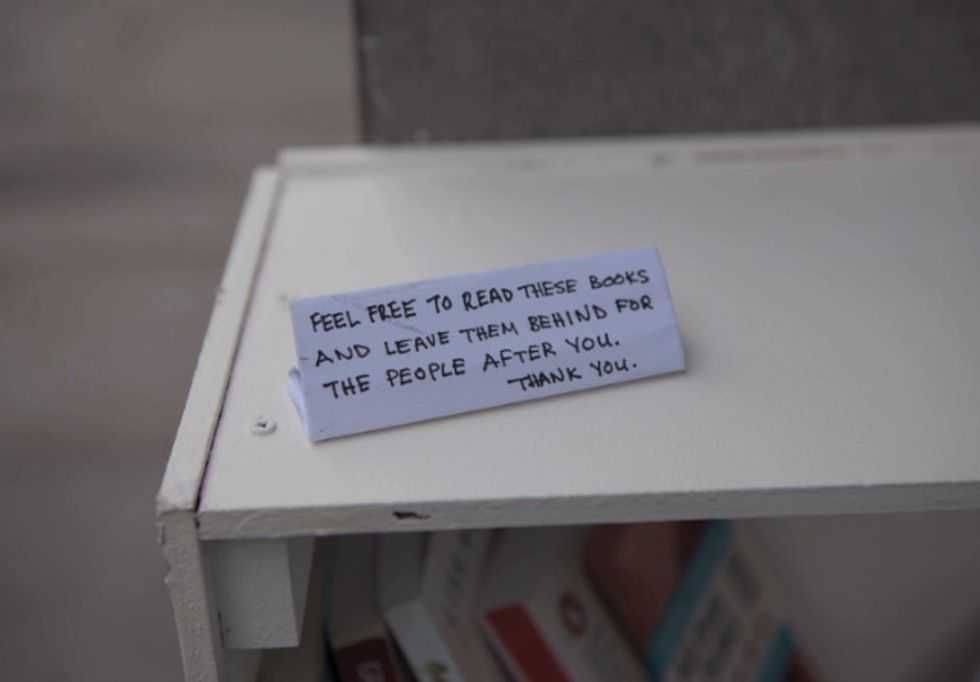 FEEL FREE TO READ THESE BOOKS
AND LEAVE THEM BEHIND FOR
THE PEOPLE AFTER YOU.
THANK YOU.